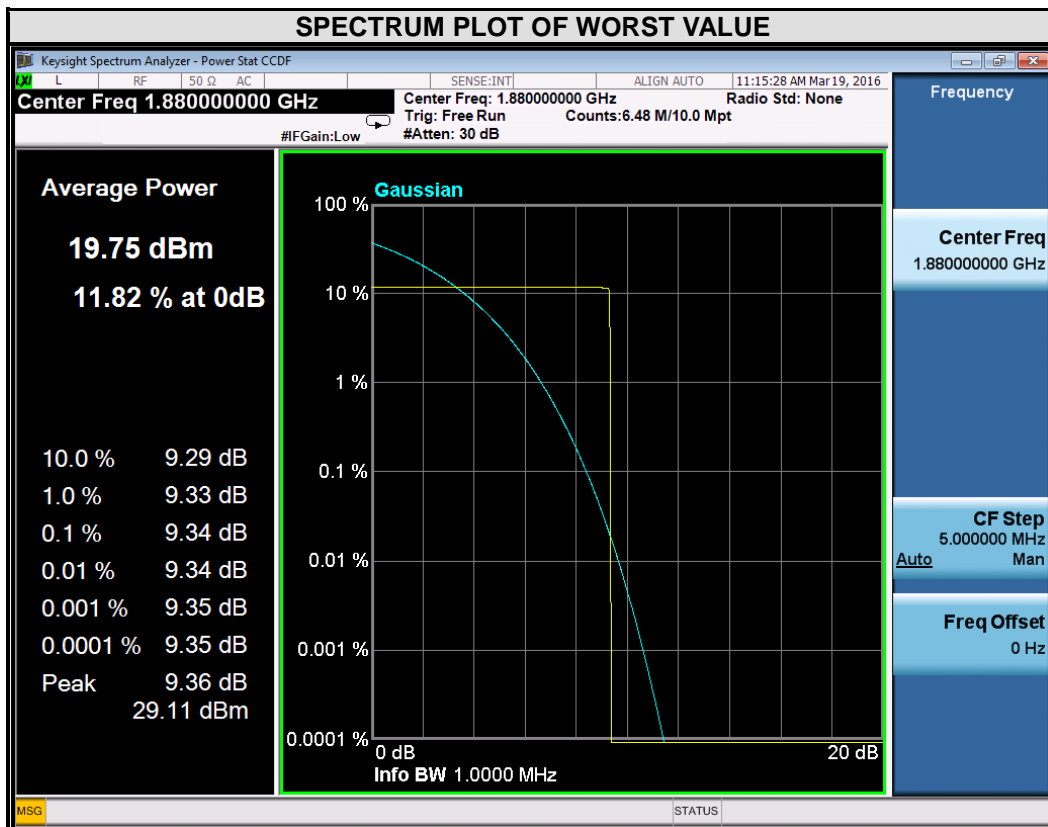 SPECTRUM PLOT OF WORST VALUE
Keysight Spectrum Analyzer - Power Stat CCDF
LXI L RF 50 Ω AC SENSE:INT ALIGN AUTO 11:15:28 AM Mar 19, 2016
Center Freq 1.880000000 GHz
#IFGain:Low
Center Freq: 1.880000000 GHz Radio Std: None
Trig: Free Run Counts:6.48 M/10.0 Mpt
#Atten: 30 dB
Average Power
19.75 dBm
11.82 % at 0dB
10.0 % 9.29 dB
1.0 % 9.33 dB
0.1 % 9.34 dB
0.01 % 9.34 dB
0.001 % 9.35 dB
0.0001 % 9.35 dB
Peak 9.36 dB
29.11 dBm
Gaussian
100 %
10 %
1 %
0.1 %
0.01 %
0.001 %
0.0001 %
0 dB 20 dB
Info BW 1.0000 MHz
Frequency
Center Freq
1.880000000 GHz
CF Step
5.000000 MHz
Auto Man
Freq Offset
0 Hz
MSG STATUS